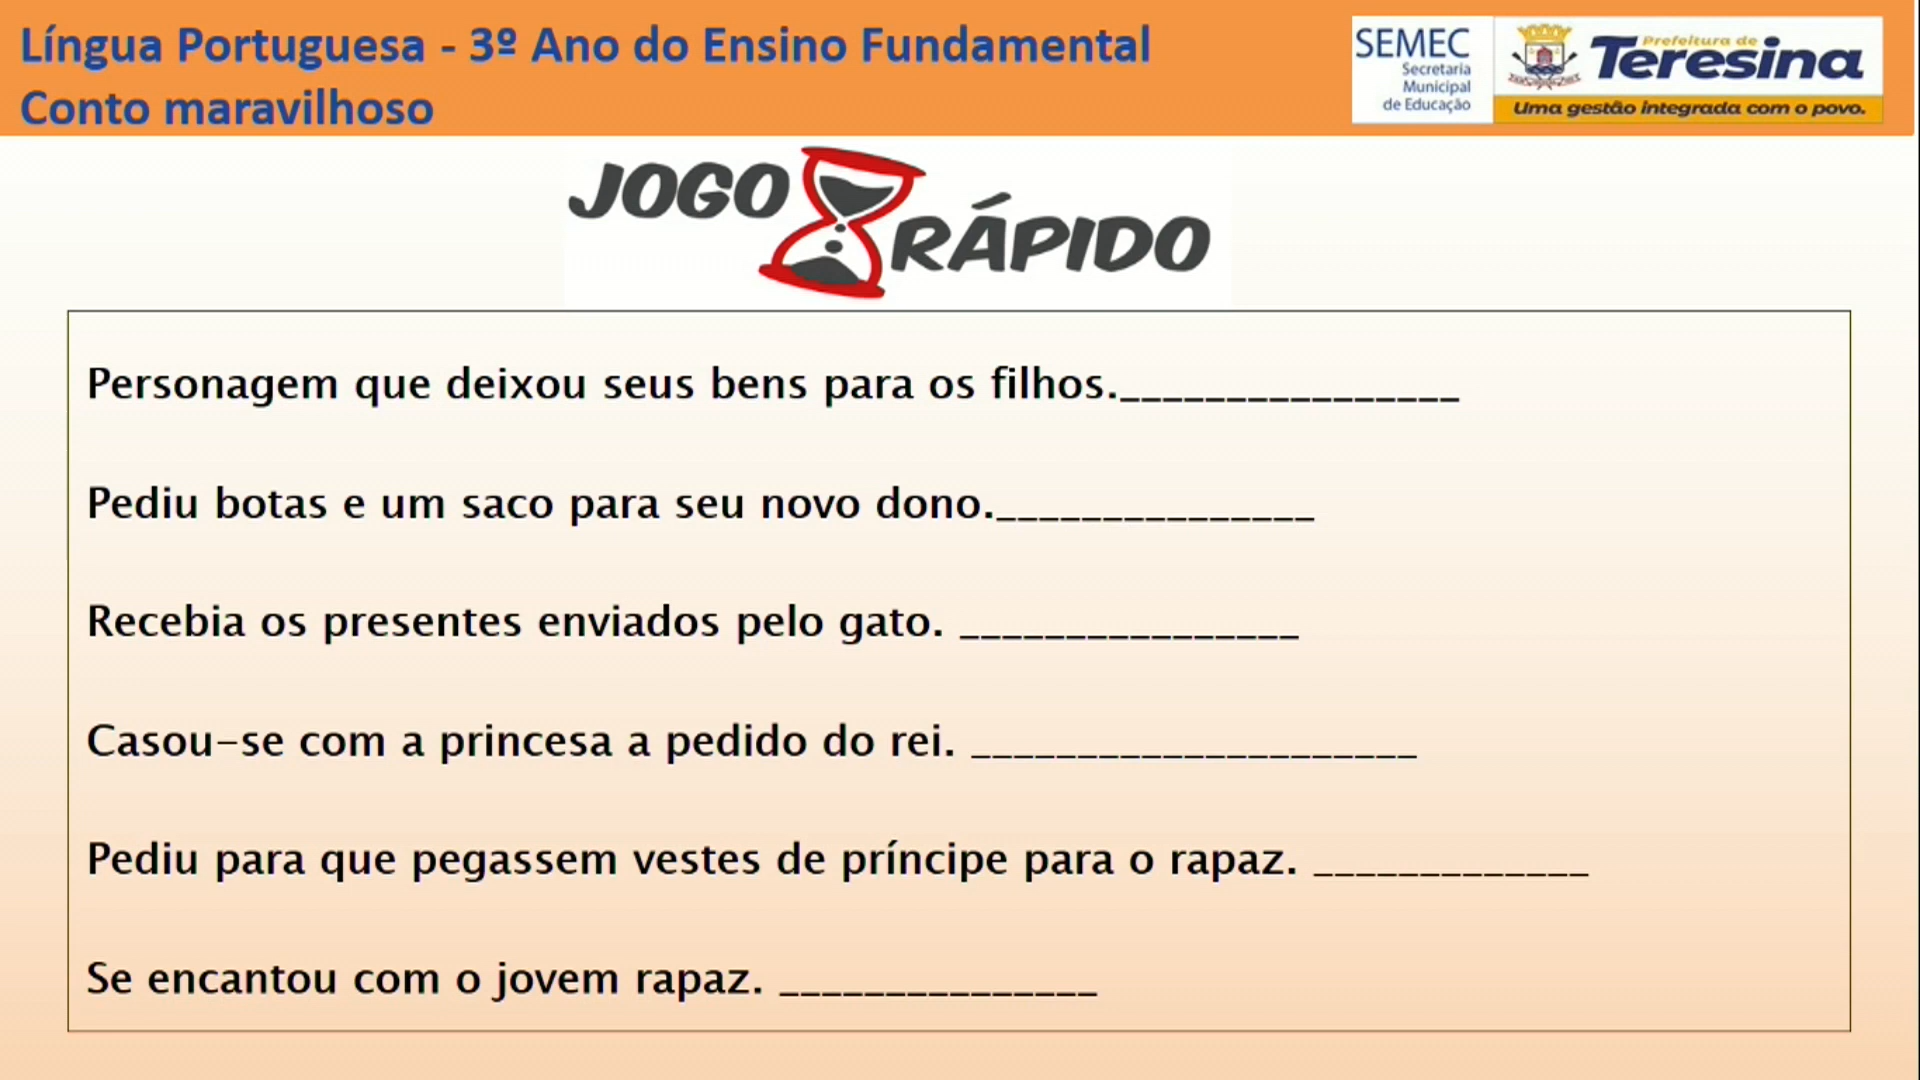 Língua Portuguesa - 3º Ano do Ensino Fundamental
Conto maravilhoso
SEMEC
Secretaria
Municipal
de Educação
Prefeitura de
Teresina
Uma gestão integrada com o povo.
JOGO
RÁPIDO
Personagem que deixou seus bens para os filhos.________________
Pediu botas e um saco para seu novo dono._______________
Recebia os presentes enviados pelo gato. ________________
Casou-se com a princesa a pedido do rei. _____________________
Pediu para que pegassem vestes de príncipe para o rapaz. _____________
Se encantou com o jovem rapaz. _______________